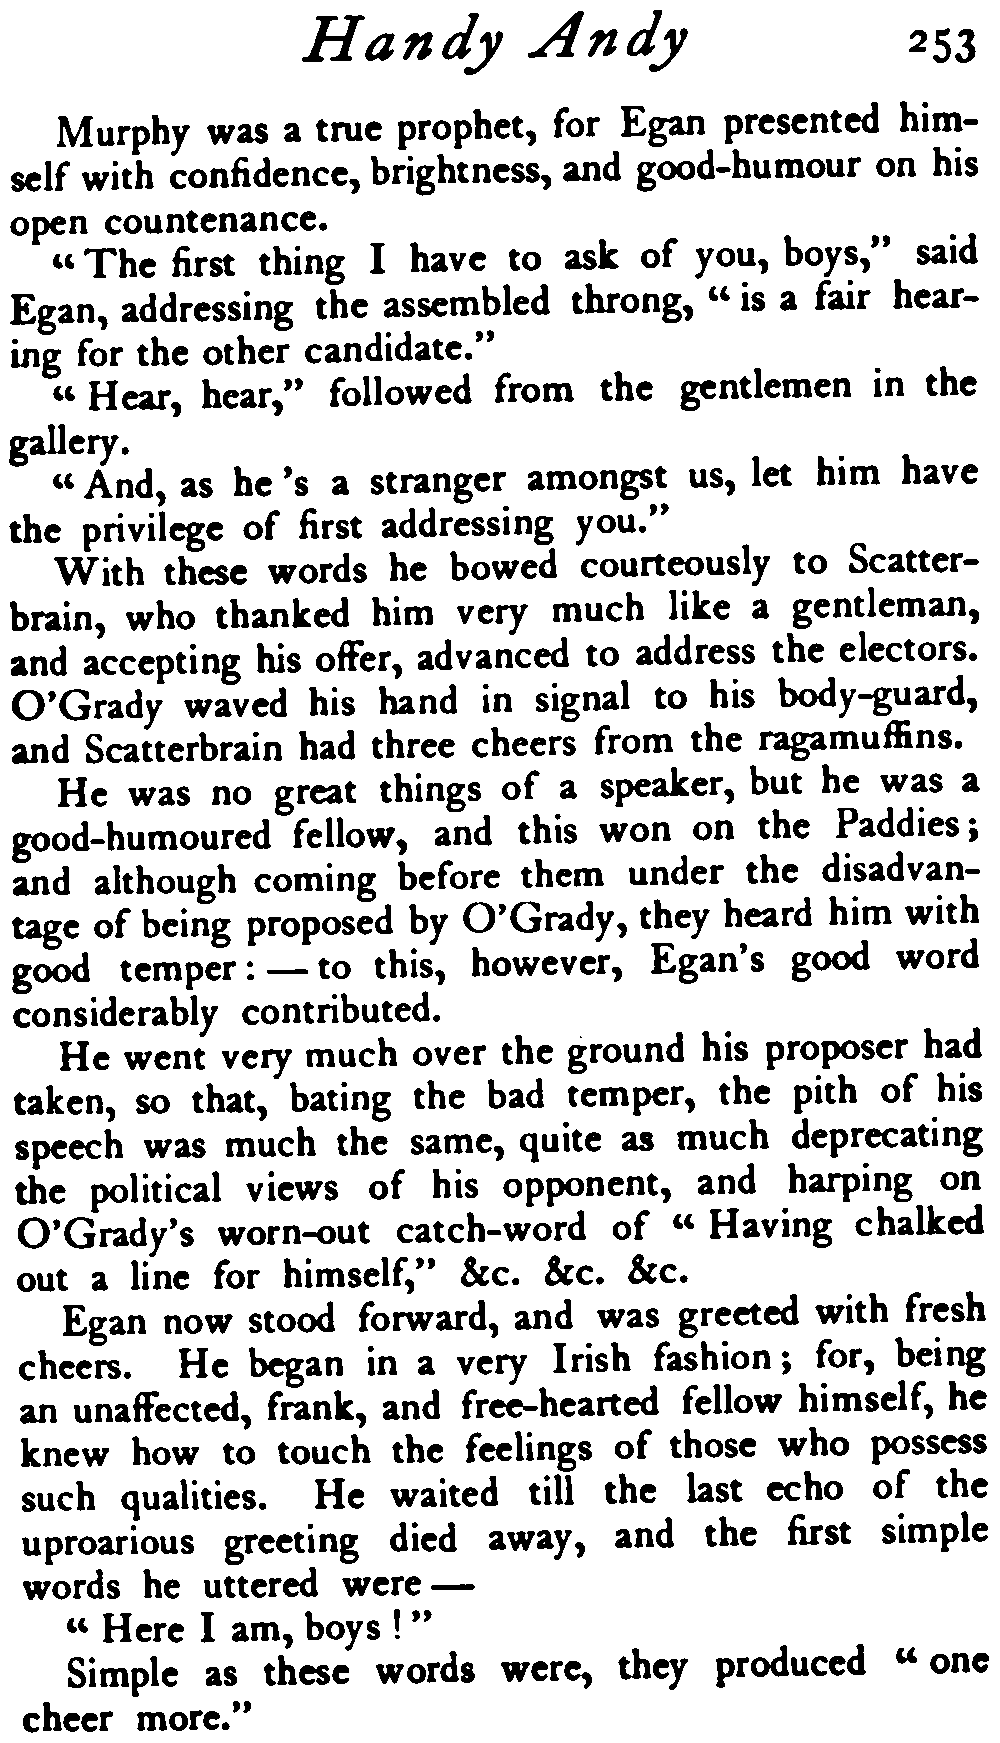 Handy Andy 253
Murphy was a true prophet, for Egan presented him-
self with confidence, brightness, and good-humour on his
open countenance.
“ The first thing I have to ask of you, boys,” said
Egan, addressing the assembled throng, “ is a fair hear-
ing for the other candidate.”
“ Hear, hear,” followed from the gentlemen in the
gallery.
“ And, as he ’s a stranger amongst us, let him have
the privilege of first addressing you.”
With these words he bowed courteously to Scatter-
brain, who thanked him very much like a gentleman,
and accepting his offer, advanced to address the electors.
O’Grady waved his hand in signal to his body-guard,
and Scatterbrain had three cheers from the ragamuffins.
He was no great things of a speaker, but he was a
good-humoured fellow, and this won on the Paddies ;
and although coming before them under the disadvan-
tage of being proposed by O’Grady, they heard him with
good temper : — to this, however, Egan’s good word
considerably contributed.
He went very much over the ground his proposer had
taken, so that, bating the bad temper, the pith of his
speech was much the same, quite as much deprecating
the political views of his opponent, and harping on
O’Grady’s worn-out catch-word of “ Having chalked
out a line for himself,” &c. &c. &c.
Egan now stood forward, and was greeted with fresh
cheers. He began in a very Irish fashion ; for, being
an unaffected, frank, and free-hearted fellow himself, he
knew how to touch the feelings of those who possess
such qualities. He waited till the last echo of the
uproarious greeting died away, and the first simple
words he uttered were —
“ Here I am, boys ! ”
Simple as these words were, they produced “ one
cheer more.”